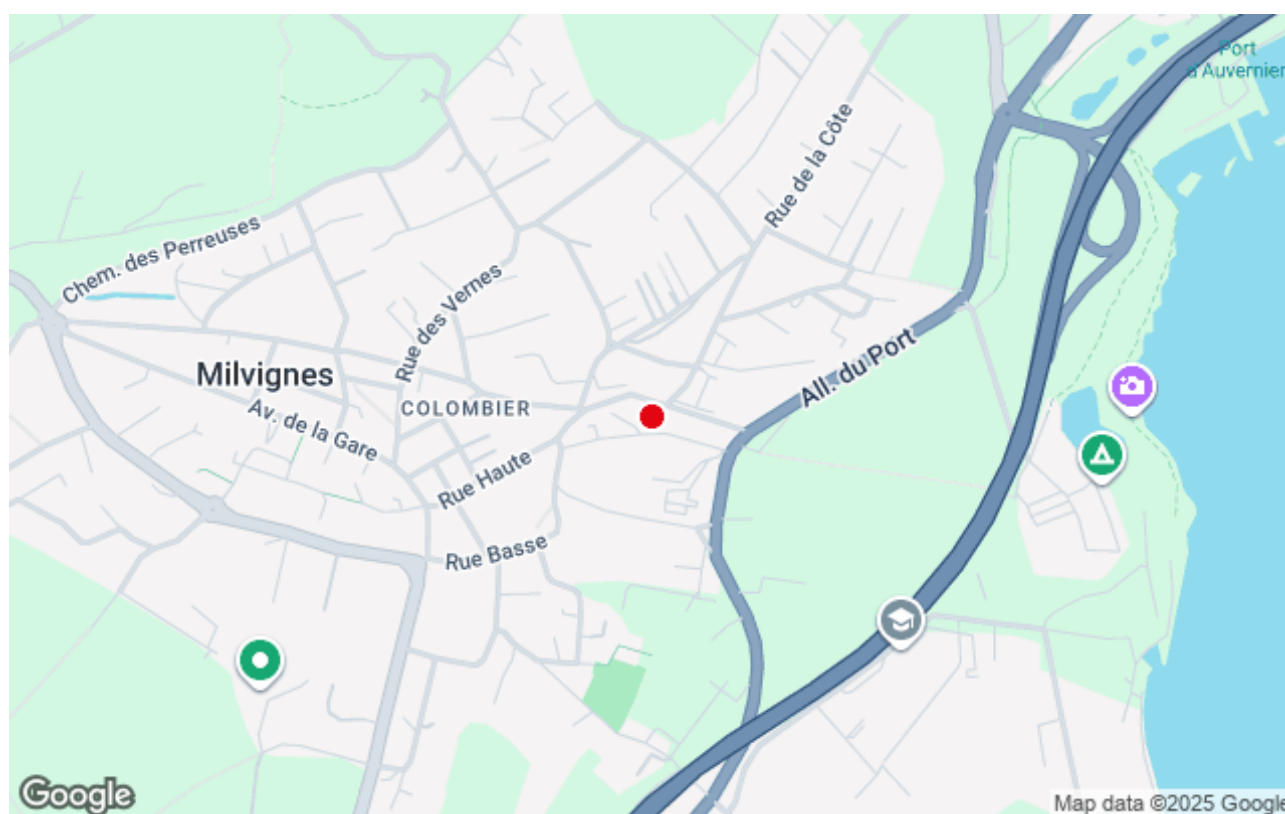 Port
d'Auvernier
Rue de la Côte
Chem. des Perreuses
Rue des Vernes
All. du Port
Milvignes
COLOMBIER
Av. de la Gare
Rue Haute
Rue Basse
Google
Map data ©2025 Google